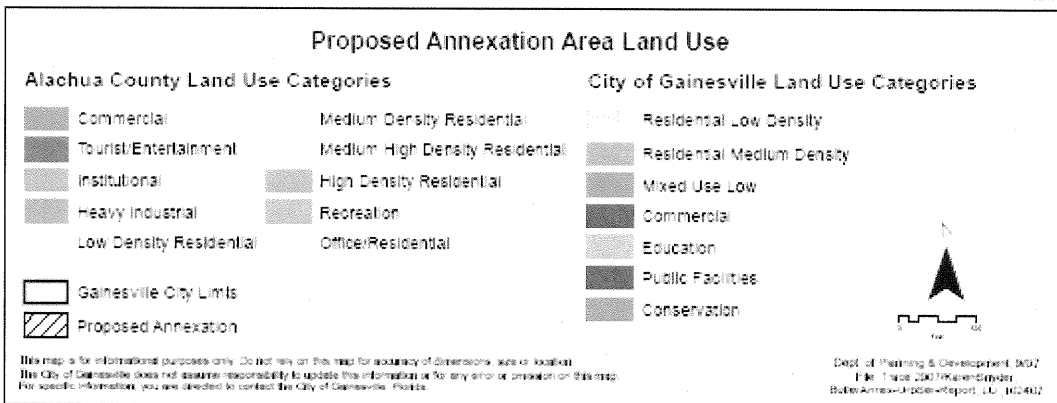 Proposed Annexation Area Land Use
Alachua County Land Use Categories
Commercial
Tourist/Entertainment
Institutional
Heavy Industrial
Low Density Residential
Medium Density Residential
Medium High Density Residential
High Density Residential
Recreation
Office/Residential
Gainesville City Limits
Proposed Annexation
City of Gainesville Land Use Categories
Residential Low Density
Residential Medium Density
Mixed Use Low
Commercial
Education
Public Facilities
Conservation
N
This map is for informational purposes only. Do not rely on this map for accuracy of dimensions, size or location.
The City of Gainesville does not assume responsibility to update this information or for any error or omission on this map.
For specific information, you are directed to contact the City of Gainesville, Florida.
Dept. of Planning & Development